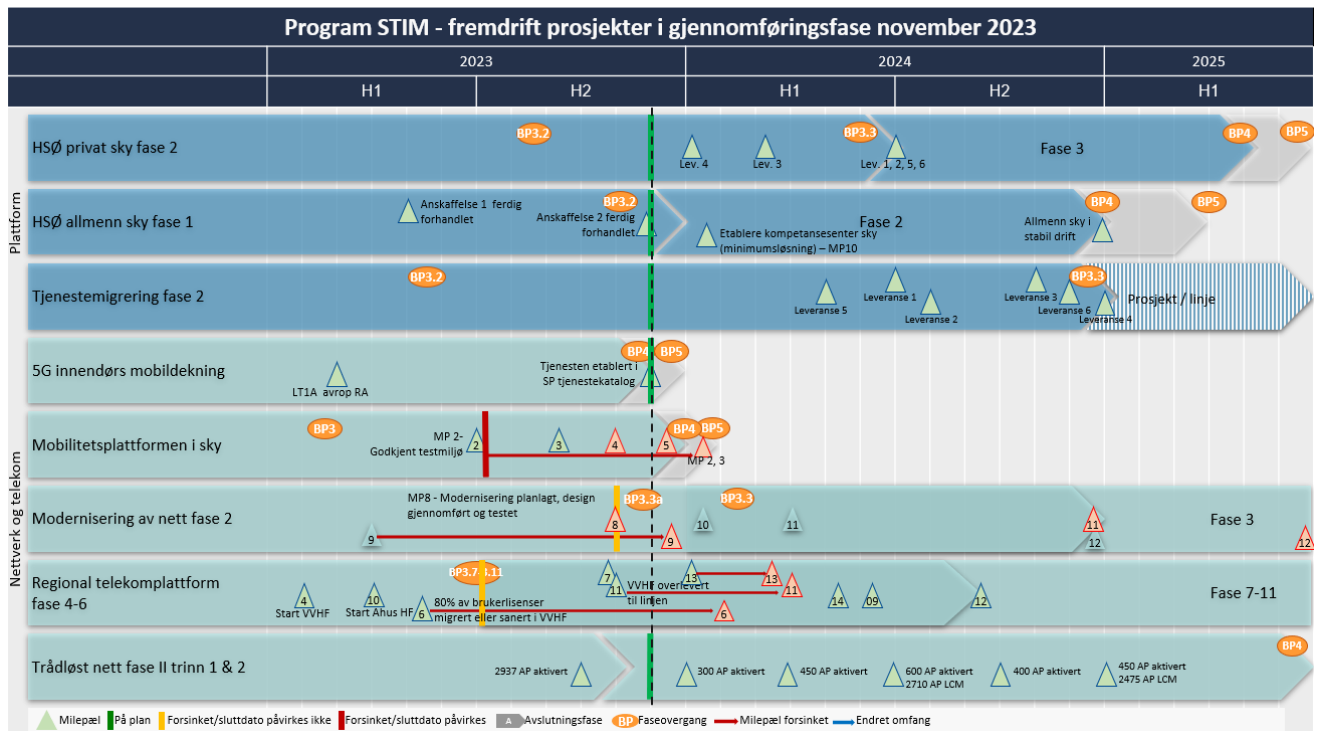 Program STIM - fremdrift prosjekter i gjennomføringsfase november 2023
2023
2024
2025
H1
H2
H1
H2
H1
Plattform
HSØ privat sky fase 2
BP3.2
Lev. 4
Lev. 3
BP3.3
Lev. 1, 2, 5, 6
Fase 3
BP4
BP5
HSØ allmenn sky fase 1
Anskaffelse 1 ferdig
forhandlet
BP3.2
Anskaffelse 2 ferdig
forhandlet
Fase 2
Etablere kompetansesenter sky
(minimumsløsning) – MP10
Allmenn sky i
stabil drift
BP4
BP5
Tjenestemigrering fase 2
BP3.2
Leveranse 5
Leveranse 1
Leveranse 2
Leveranse 3
Leveranse 6
BP3.3
Leveranse 4
Prosjekt / linje
Nettverk og telekom
5G innendørs mobildekning
LT1A avrop RA
BP4
BP5
Tjenesten etablert i
SP tjenestekatalog
Mobilitetsplattformen i sky
BP3
MP 2-
Godkjent testmiljø
2
3
4
5
BP4
BP5
MP 2, 3
Modernisering av nett fase 2
MP8 - Modernisering planlagt, design
gjennomført og testet
BP3.3a
BP3.3
9
8
9
10
11
11
12
Fase 3
12
Regional telekomplattform
fase 4-6
4
Start VVHF
10
Start Ahus HF
6
80% av brukerlisenser
migrert eller sanert i VVHF
7
11
VVHF overlevert
til linjen
13
13
11
6
14
09
12
Fase 7-11
Trådløst nett fase II trinn 1 & 2
2937 AP aktivert
300 AP aktivert
450 AP aktivert
600 AP aktivert
2710 AP LCM
400 AP aktivert
450 AP aktivert
2475 AP LCM
BP4
Milepæl
På plan
Forsinket/sluttdato påvirkes ikke
Forsinket/sluttdato påvirkes
A
Avslutningsfase
BP
Faseovergang
Milepæl forsinket
Endret omfang